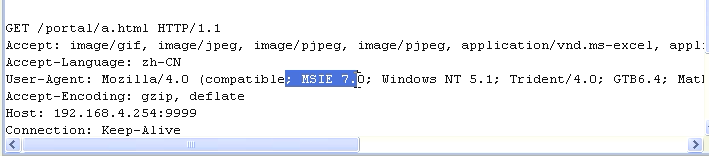 GET /portal/a.html HTTP/1.1
Accept: image/gif, image/jpeg, image/pjpeg, image/pjpeg, application/vnd.ms-excel, appl
Accept-Language: zh-CN
User-Agent: Mozilla/4.0 (compatible; MSIE 7.0; Windows NT 5.1; Trident/4.0; GTB6.4; Mat
Accept-Encoding: gzip, deflate
Host: 192.168.4.254:9999
Connection: Keep-Alive